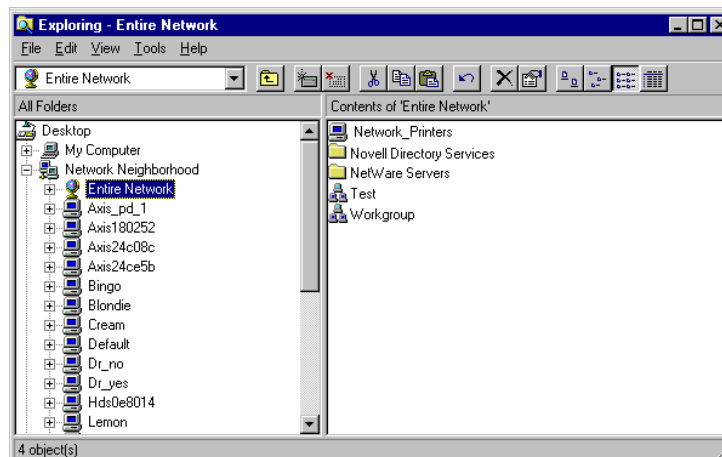 Exploring - Entire Network
File Edit View Tools Help
Entire Network
All Folders
Contents of 'Entire Network'
Desktop
My Computer
Network Neighborhood
Entire Network
Axis_pd_1
Axis180252
Axis24c08c
Axis24ce5b
Bingo
Blondie
Cream
Default
Dr_no
Dr_yes
Hds0e8014
Lemon
Network_Printers
Novell Directory Services
NetWare Servers
Test
Workgroup
4 object(s)